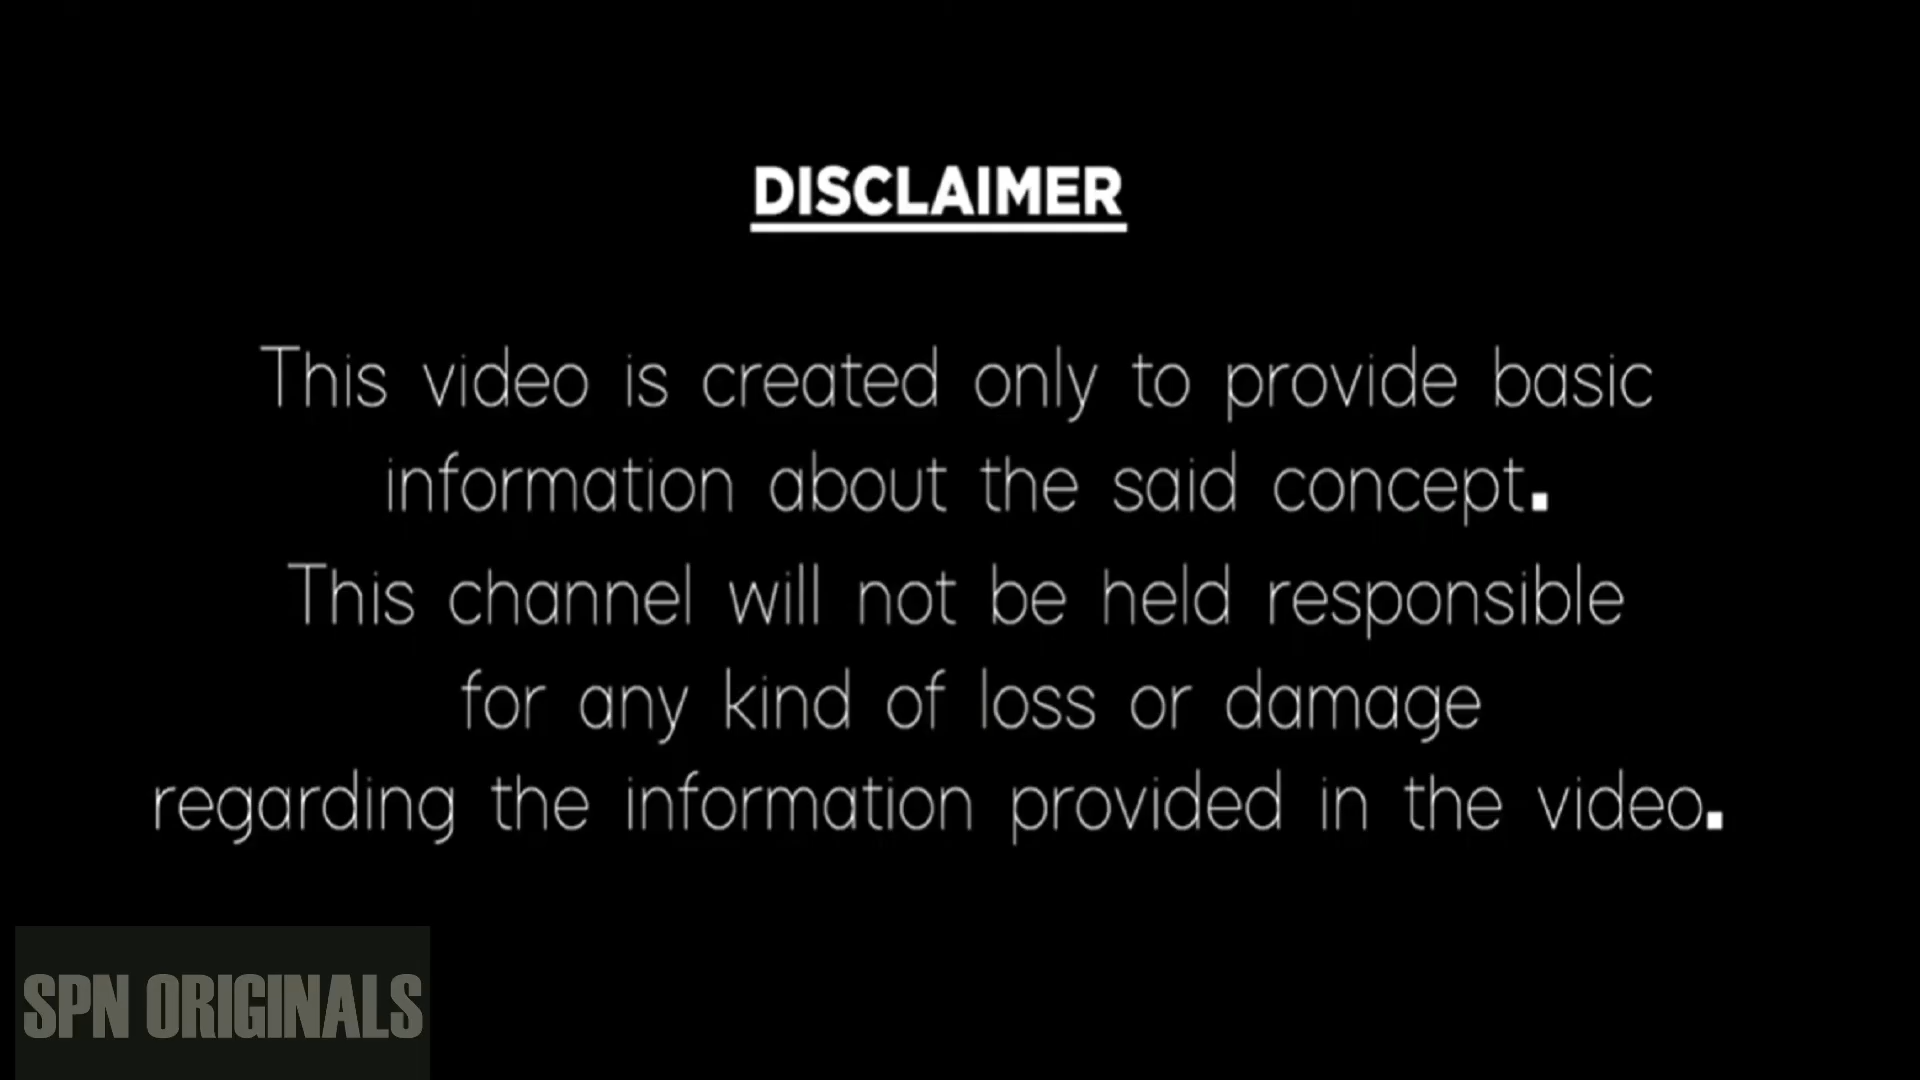 DISCLAIMER
This video is created only to provide basic
information about the said concept.
This channel will not be held responsible
for any kind of loss or damage
regarding the information provided in the video.
SPN ORIGINALS